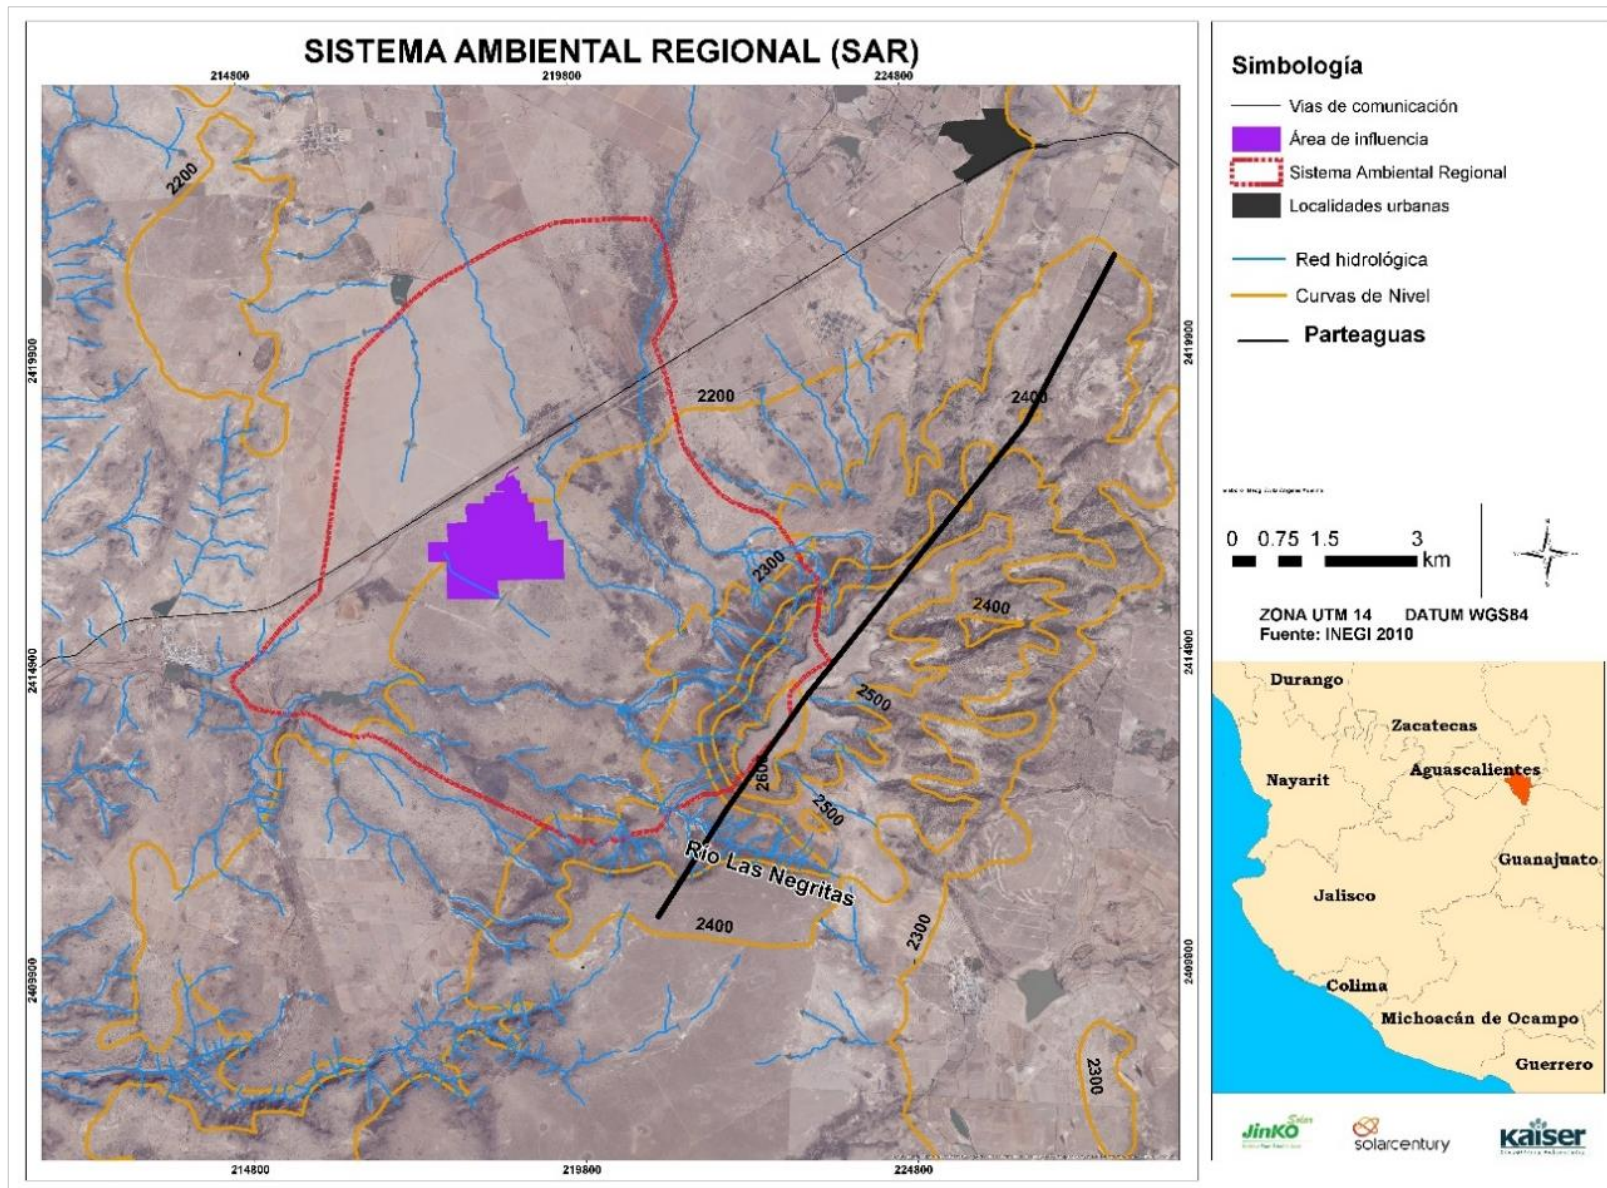 SISTEMA AMBIENTAL REGIONAL (SAR)
214800
219800
224800
2200
2419900
2419900
2200
2400
2300
2400
2414900
2414900
2500
2600
2500
Río Las Negritas
2400
2300
2409900
2409900
2300
214800
219800
224800
Simbología
Vias de comunicación
Área de influencia
Sistema Ambiental Regional
Localidades urbanas
Red hidrológica
Curvas de Nivel
Parteaguas
0 0.75 1.5 3
km
ZONA UTM 14 DATUM WGS84
Fuente: INEGI 2010
Durango
Zacatecas
Aguascalientes
Nayarit
Guanajuato
Jalisco
Colima
Michoacán de Ocampo
Guerrero
JinKO Solar
solarcentury
kaiser